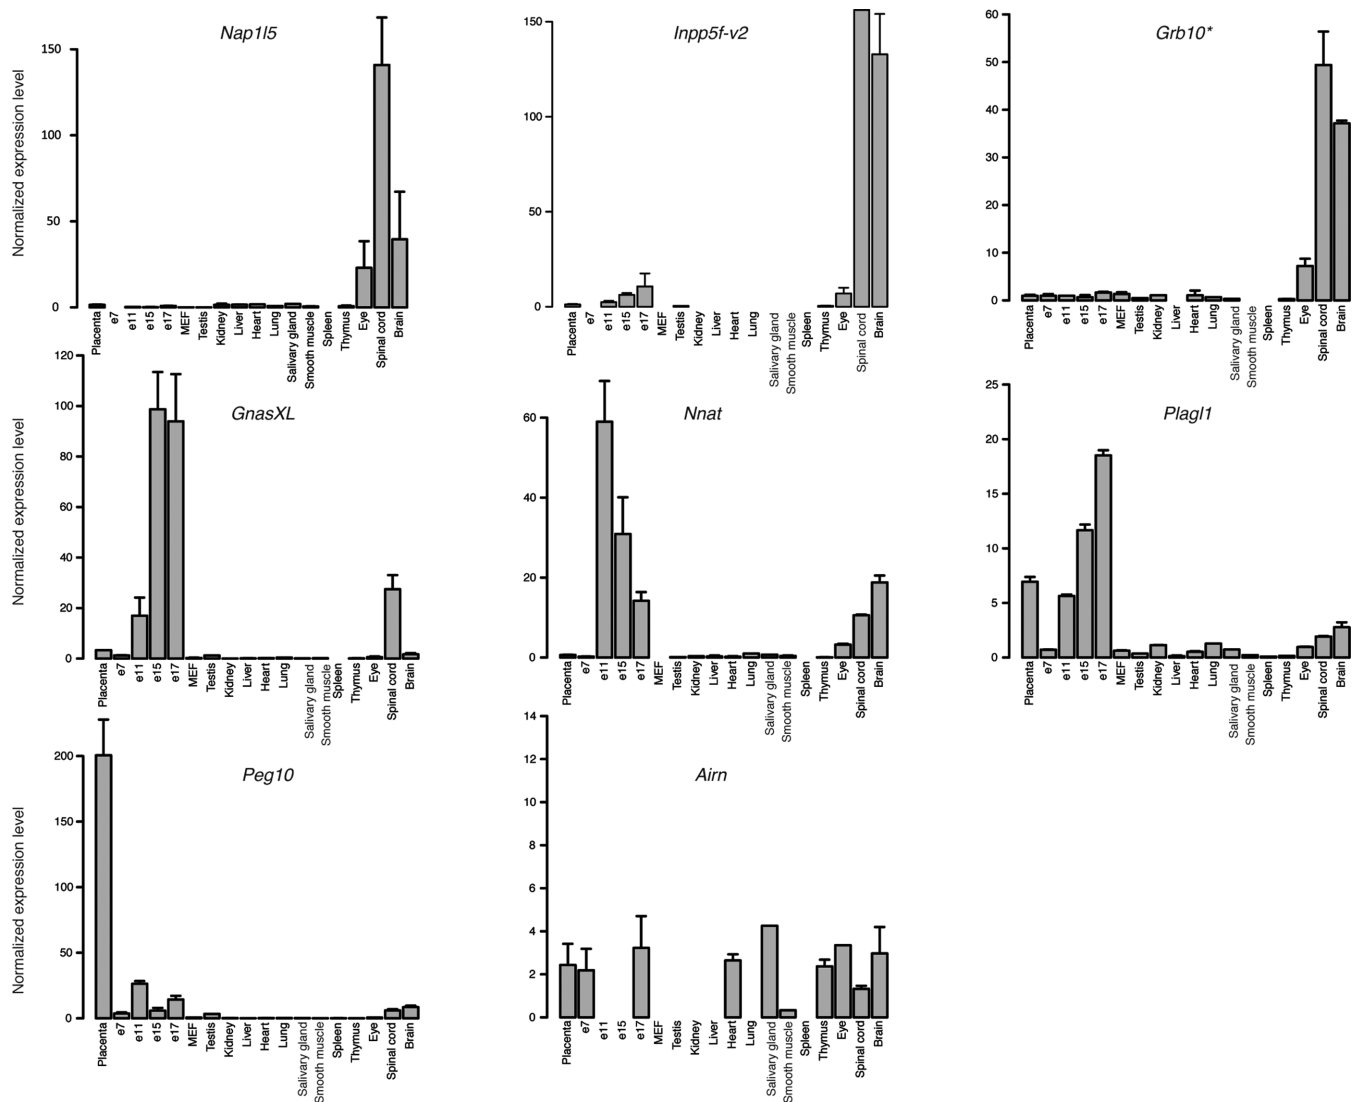 Nap1l5
Normalized expression level
150
100
50
0
Placenta
e7
e11
e15
e17
MEF
Testis
Kidney
Liver
Heart
Lung
Salivary gland
Smooth muscle
Spleen
Thymus
Eye
Spinal cord
Brain
Inpp5f-v2
150
100
50
0
Placenta
e7
e11
e15
e17
MEF
Testis
Kidney
Liver
Heart
Lung
Salivary gland
Smooth muscle
Spleen
Thymus
Eye
Spinal cord
Brain
Grb10*
60
50
40
30
20
10
0
Placenta
e7
e11
e15
e17
MEF
Testis
Kidney
Liver
Heart
Lung
Salivary gland
Smooth muscle
Spleen
Thymus
Eye
Spinal cord
Brain
GnasXL
Normalized expression level
120
100
80
60
40
20
0
Placenta
e7
e11
e15
e17
MEF
Testis
Kidney
Liver
Heart
Lung
Salivary gland
Smooth muscle
Spleen
Thymus
Eye
Spinal cord
Brain
Nnat
60
40
20
0
Placenta
e7
e11
e15
e17
MEF
Testis
Kidney
Liver
Heart
Lung
Salivary gland
Smooth muscle
Spleen
Thymus
Eye
Spinal cord
Brain
Plagl1
25
20
15
10
5
0
Placenta
e7
e11
e15
e17
MEF
Testis
Kidney
Liver
Heart
Lung
Salivary gland
Smooth muscle
Spleen
Thymus
Eye
Spinal cord
Brain
Peg10
Normalized expression level
200
150
100
50
0
Placenta
e7
e11
e15
e17
MEF
Testis
Kidney
Liver
Heart
Lung
Salivary gland
Smooth muscle
Spleen
Thymus
Eye
Spinal cord
Brain
Airn
14
12
10
8
6
4
2
0
Placenta
e7
e11
e15
e17
MEF
Testis
Kidney
Liver
Heart
Lung
Salivary gland
Smooth muscle
Spleen
Thymus
Eye
Spinal cord
Brain